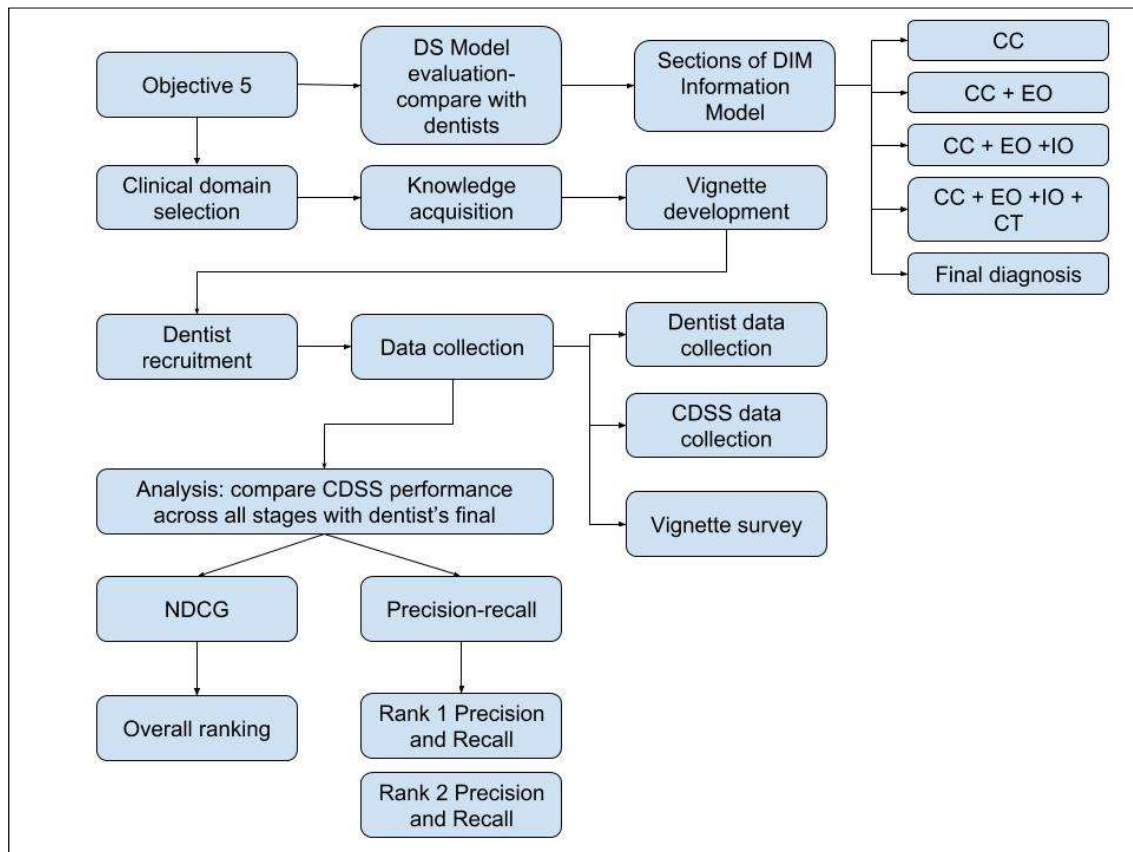 Objective 5
DS Model
evaluation-
compare with
dentists
Sections of DIM
Information
Model
CC
CC + EO
CC + EO +IO
CC + EO +IO +
CT
Final diagnosis
Clinical domain
selection
Knowledge
acquisition
Vignette
development
Dentist
recruitment
Data collection
Dentist data
collection
CDSS data
collection
Vignette survey
Analysis: compare CDSS performance
across all stages with dentist's final
NDCG
Precision-recall
Overall ranking
Rank 1 Precision
and Recall
Rank 2 Precision
and Recall